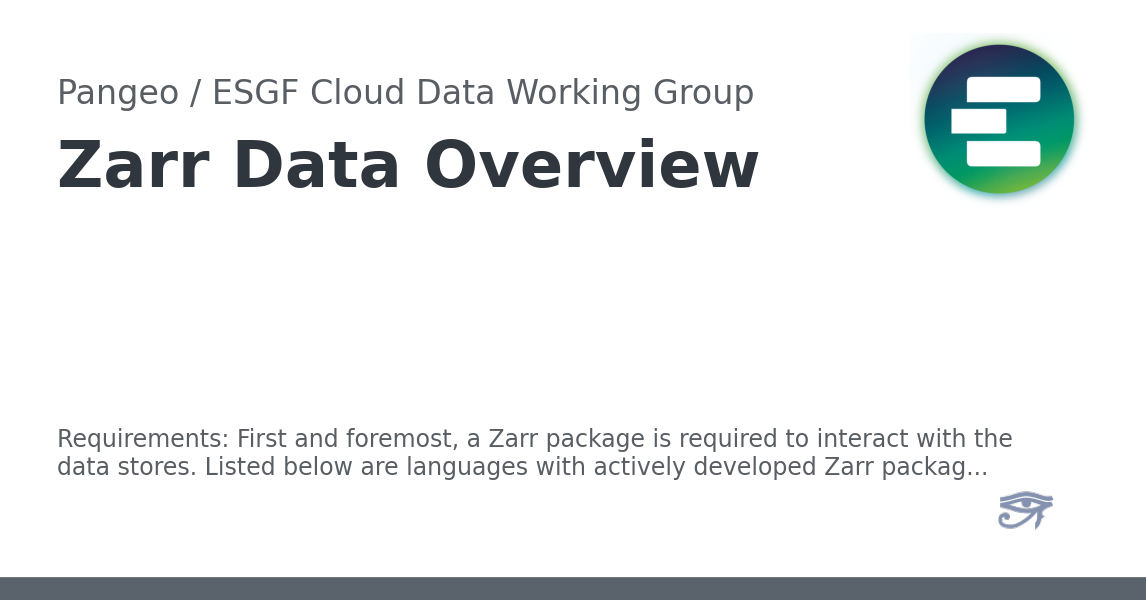 Pangeo / ESGF Cloud Data Working Group
Zarr Data Overview
Requirements: First and foremost, a Zarr package is required to interact with the
data stores. Listed below are languages with actively developed Zarr packag...